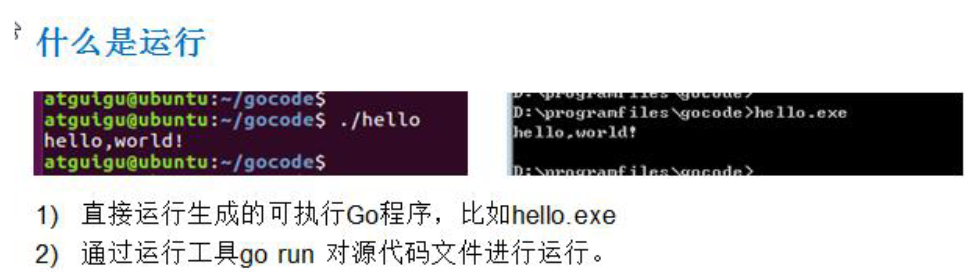 什么是运行
atguigu@ubuntu:~/gocode$
atguigu@ubuntu:~/gocode$ ./hello
hello,world!
atguigu@ubuntu:~/gocode$
D:\programfiles\gocode>
D:\programfiles\gocode>hello.exe
hello,world!
D:\programfiles\gocode>
1) 直接运行生成的可执行Go程序，比如hello.exe
2) 通过运行工具go run 对源代码文件进行运行。